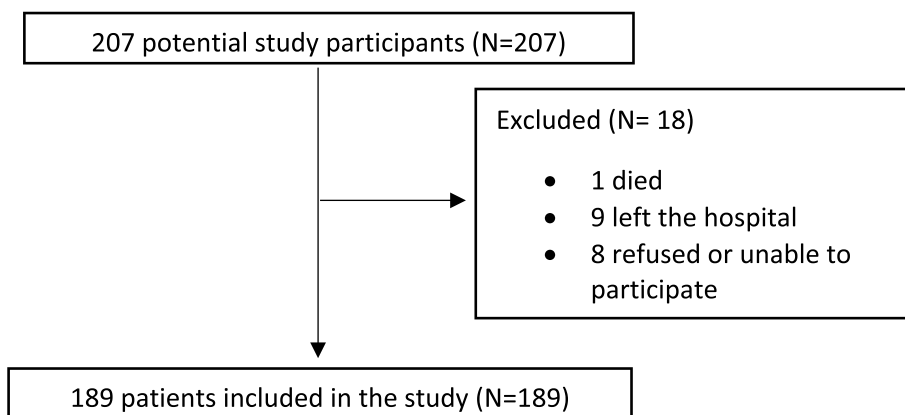 207 potential study participants (N=207)
Excluded (N= 18)
• 1 died
• 9 left the hospital
• 8 refused or unable to
participate
189 patients included in the study (N=189)